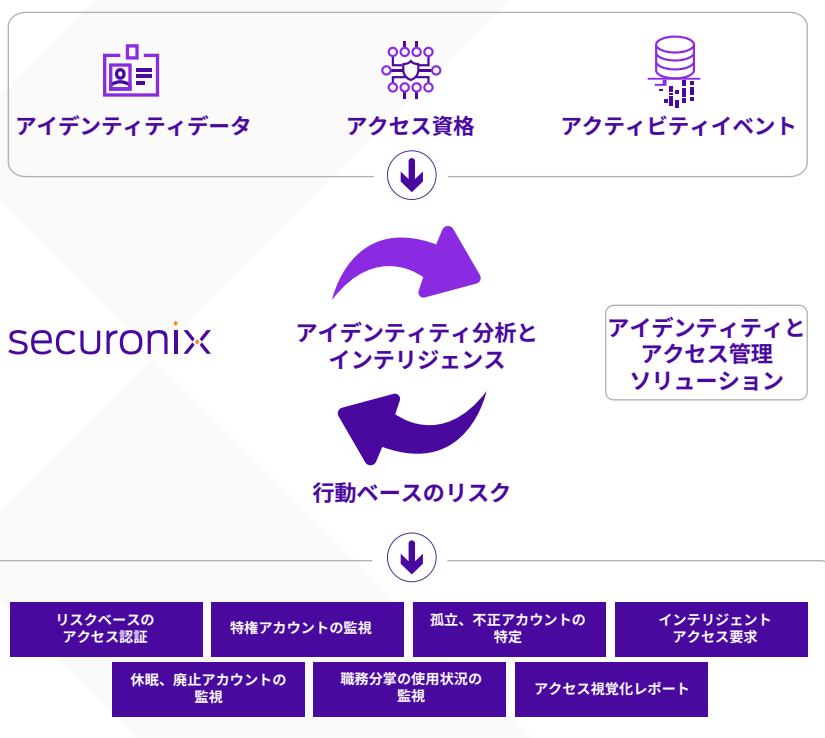 アイデンティティデータ
アクセス資格
アクティビティイベント
securonix
アイデンティティ分析と
インテリジェンス
アイデンティティと
アクセス管理
ソリューション
行動ベースのリスク
リスクベースの
アクセス認証
特権アカウントの監視
孤立、不正アカウントの
特定
インテリジェント
アクセス要求
休眠、廃止アカウントの
監視
職務分掌の使用状況の
監視
アクセス視覚化レポート